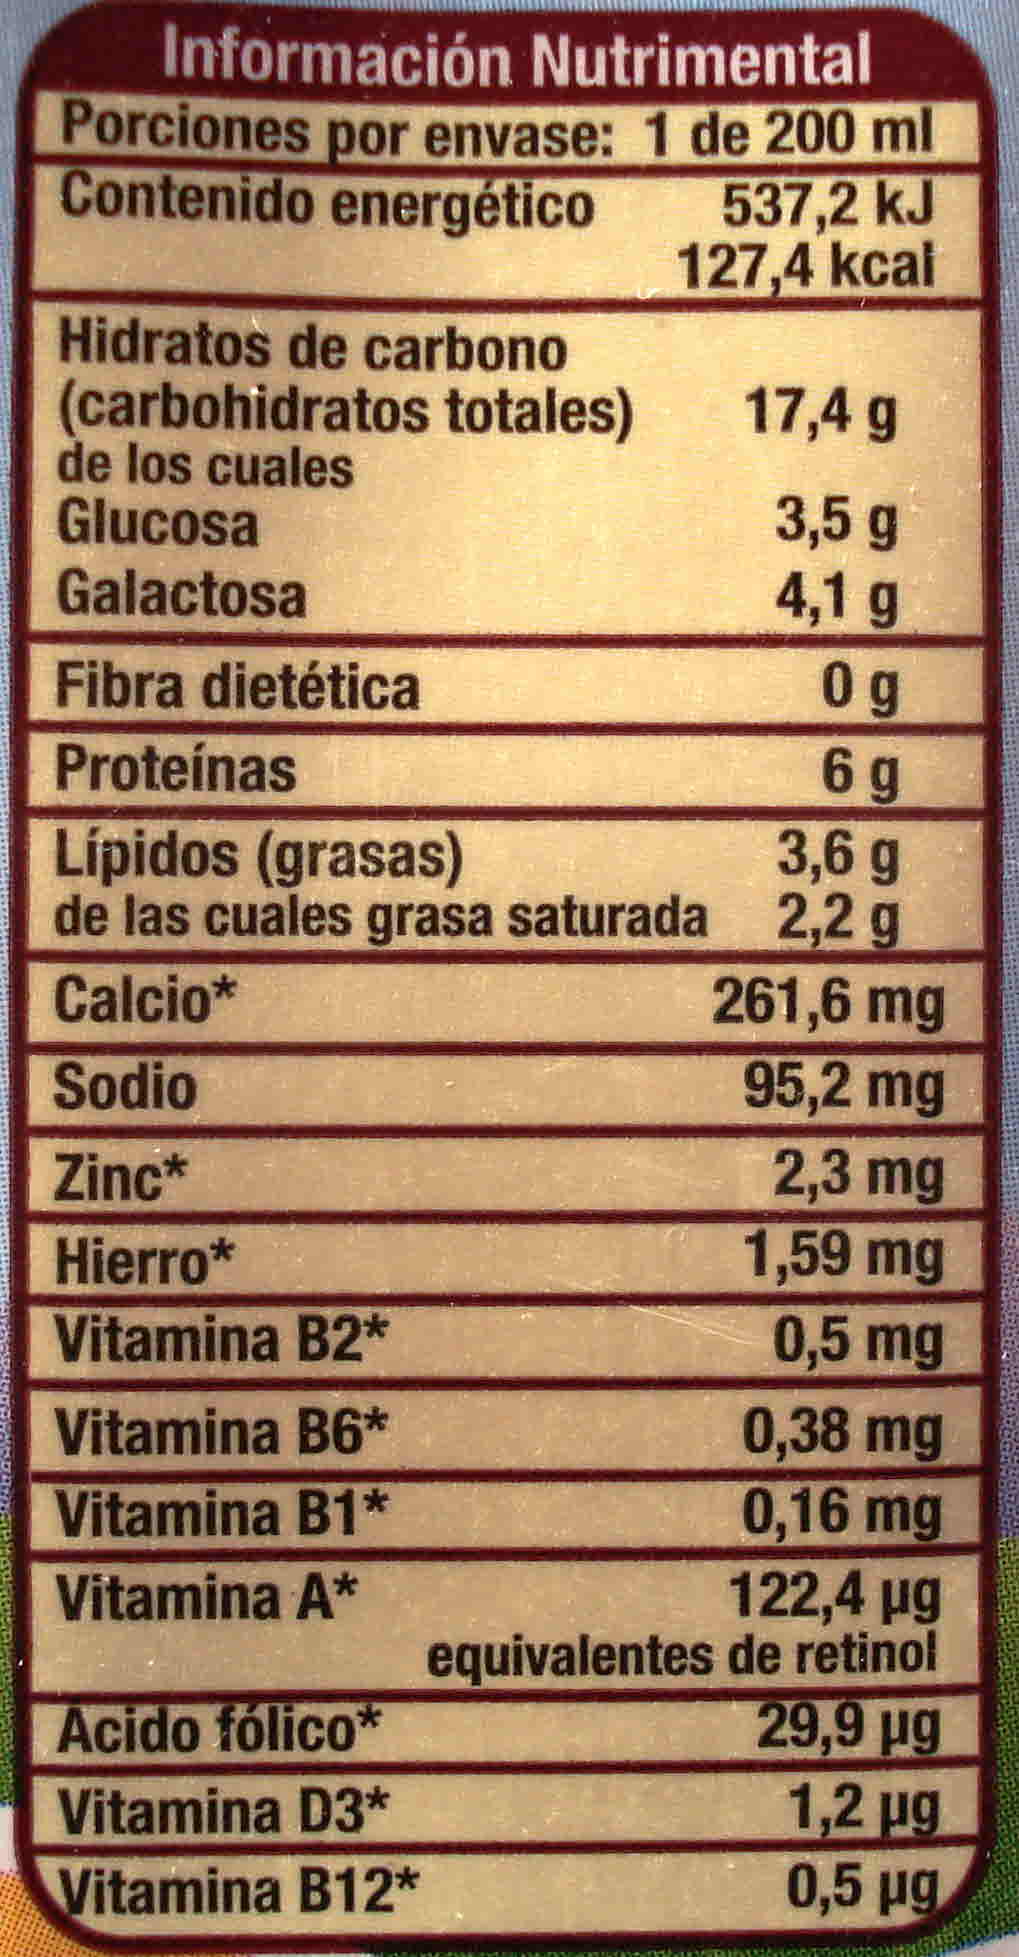 Información Nutrimental
Porciones por envase: 1 de 200 ml
Contenido energético 537,2 kJ
127,4 kcal
Hidratos de carbono
(carbohidratos totales) 17,4 g
de los cuales
Glucosa 3,5 g
Galactosa 4,1 g
Fibra dietética 0 g
Proteínas 6 g
Lípidos (grasas) 3,6 g
de las cuales grasa saturada 2,2 g
Calcio* 261,6 mg
Sodio 95,2 mg
Zinc* 2,3 mg
Hierro* 1,59 mg
Vitamina B2* 0,5 mg
Vitamina B6* 0,38 mg
Vitamina B1* 0,16 mg
Vitamina A* 122,4 µg
equivalentes de retinol
Ácido fólico* 29,9 µg
Vitamina D3* 1,2 µg
Vitamina B12* 0,5 µg